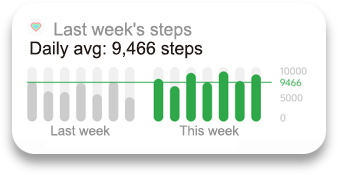 Last week's steps
Daily avg: 9,466 steps
10000
9466
5000
0
Last week This week